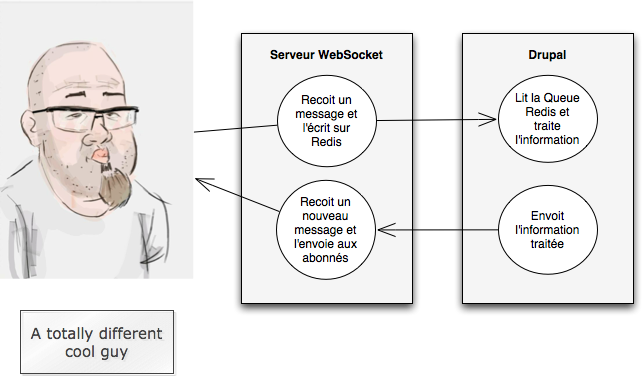 Serveur WebSocket
Recoit un
message et
l'écrit sur
Redis
Recoit un
nouveau
message et
l'envoie aux
abonnés
Drupal
Lit la Queue
Redis et
traite
l'information
Envoit
l'information
traitée
A totally different
cool guy